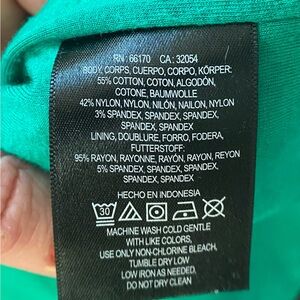 RN: 66170 CA: 32054
BODY, CORPS, CUERPO, CORPO, KÖRPER:
55% COTTON, COTON, ALGODÓN,
COTONE, BAUMWOLLE
42% NYLON, NYLON, NILÓN, NAILON, NYLON
3% SPANDEX, SPANDEX, SPANDEX,
SPANDEX, SPANDEX
LINING, DOUBLURE, FORRO, FODERA,
FUTTERSTOFF:
95% RAYON, RAYONNE, RAYÓN, RAYON, REYON
5% SPANDEX, SPANDEX, SPANDEX,
SPANDEX, SPANDEX
HECHO EN INDONESIA
30
MACHINE WASH COLD GENTLE
WITH LIKE COLORS,
USE ONLY NON-CHLORINE BLEACH,
TUMBLE DRY LOW
LOW IRON AS NEEDED,
DO NOT DRY CLEAN